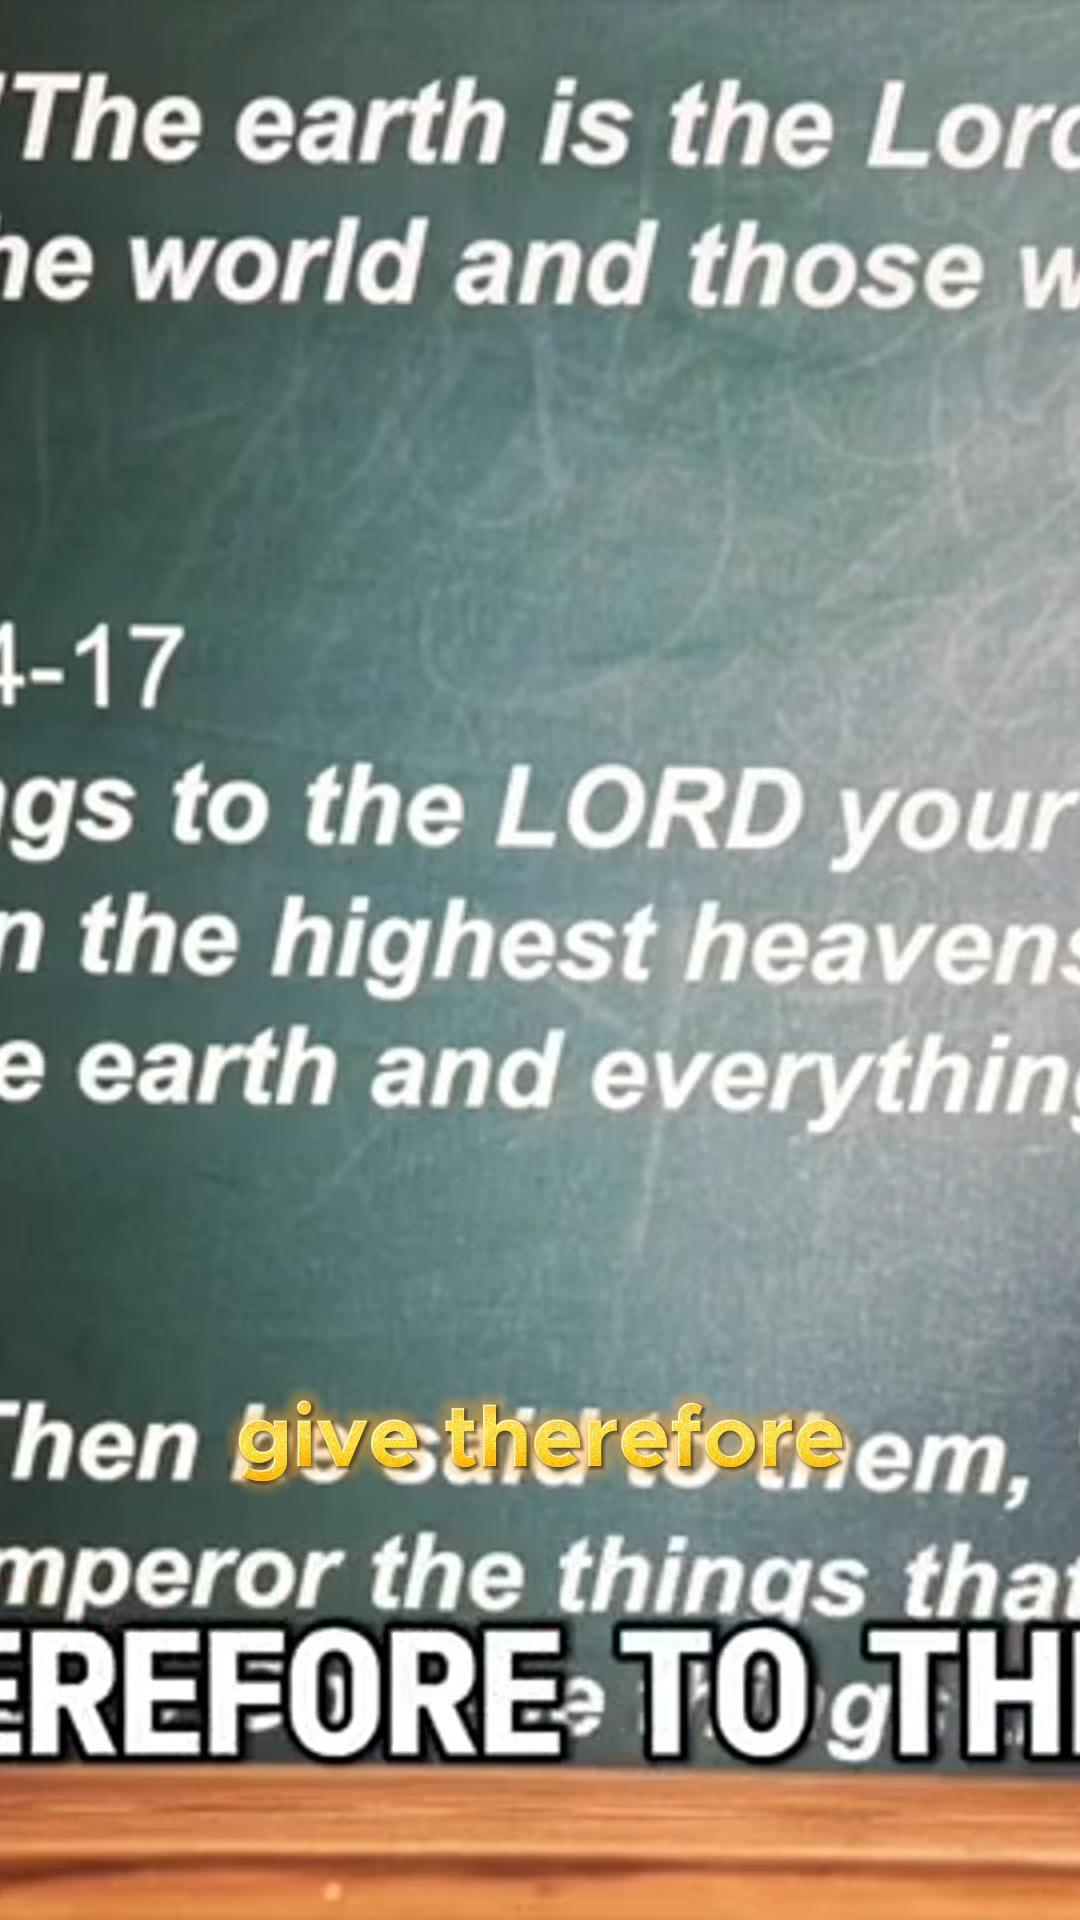 "The earth is the Lord
he world and those w
4-17
ngs to the LORD your
n the highest heavens
e earth and everything
Then he said to them,
give therefore
mperor the things that
EREFORE TO THE